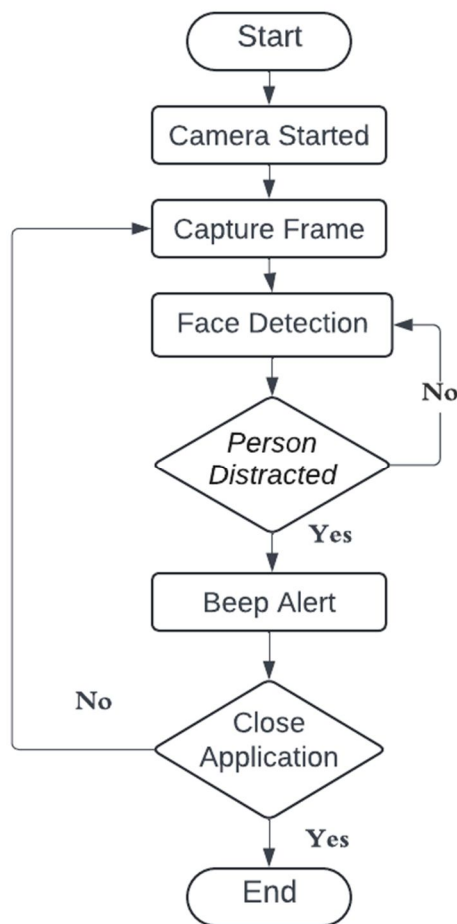 Start
Camera Started
Capture Frame
Face Detection
No
Person
Distracted
Yes
Beep Alert
No
Close
Application
Yes
End